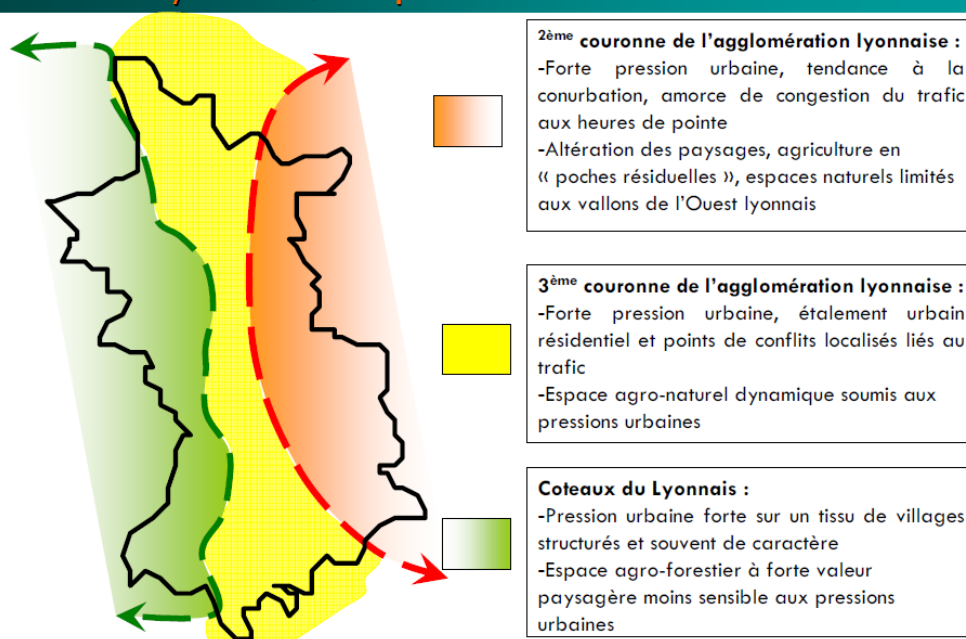 2ème couronne de l’agglomération lyonnaise :
-Forte pression urbaine, tendance à la
conurbation, amorce de congestion du trafic
aux heures de pointe
-Altération des paysages, agriculture en
« poches résiduelles », espaces naturels limités
aux vallons de l’Ouest lyonnais
3ème couronne de l’agglomération lyonnaise :
-Forte pression urbaine, étalement urbain
résidentiel et points de conflits localisés liés au
trafic
-Espace agro-naturel dynamique soumis aux
pressions urbaines
Coteaux du Lyonnais :
-Pression urbaine forte sur un tissu de villages
structurés et souvent de caractère
-Espace agro-forestier à forte valeur
paysagère moins sensible aux pressions
urbaines